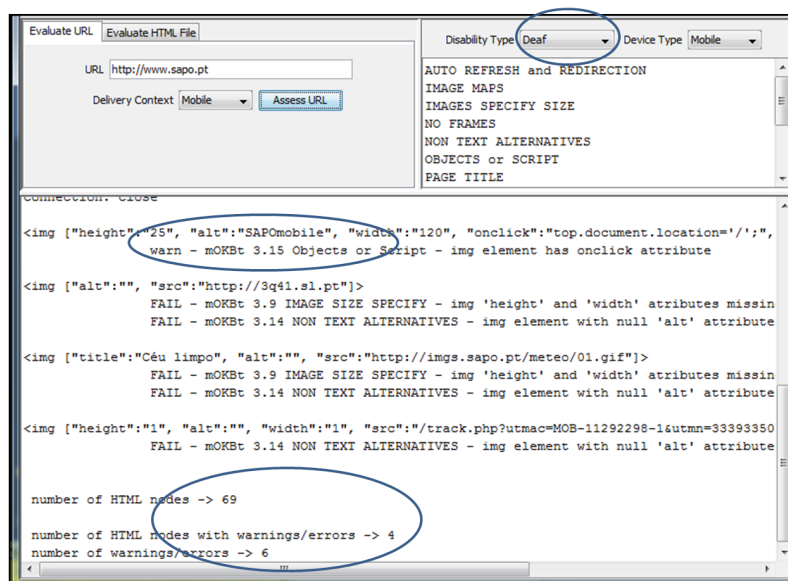 Evaluate URL Evaluate HTML File
URL http://www.sapo.pt
Delivery Context Mobile Assess URL
Disability Type Deaf Device Type Mobile
AUTO REFRESH and REDIRECTION
IMAGE MAPS
IMAGES SPECIFY SIZE
NO FRAMES
NON TEXT ALTERNATIVES
OBJECTS or SCRIPT
PAGE TITLE
Connection: close
<img ["height":"25", "alt":"SAPOmobile", "width":"120", "onclick":"top.document.location='/';",
warn - mOKBt 3.15 Objects or Script - img element has onclick attribute
<img ["alt":"", "src":"http://3q41.sl.pt"]>
FAIL - mOKBt 3.9 IMAGE SIZE SPECIFY - img 'height' and 'width' atributes missin
FAIL - mOKBt 3.14 NON TEXT ALTERNATIVES - img element with null 'alt' attribute
<img ["title":"Céu limpo", "alt":"", "src":"http://imgs.sapo.pt/meteo/01.gif"]>
FAIL - mOKBt 3.9 IMAGE SIZE SPECIFY - img 'height' and 'width' atributes missin
FAIL - mOKBt 3.14 NON TEXT ALTERNATIVES - img element with null 'alt' attribute
<img ["height":"1", "alt":"", "width":"1", "src":"/track.php?utmac=MOB-11292298-1&utmn=33393350
FAIL - mOKBt 3.14 NON TEXT ALTERNATIVES - img element with null 'alt' attribute
number of HTML nodes -> 69
number of HTML nodes with warnings/errors -> 4
number of warnings/errors -> 6